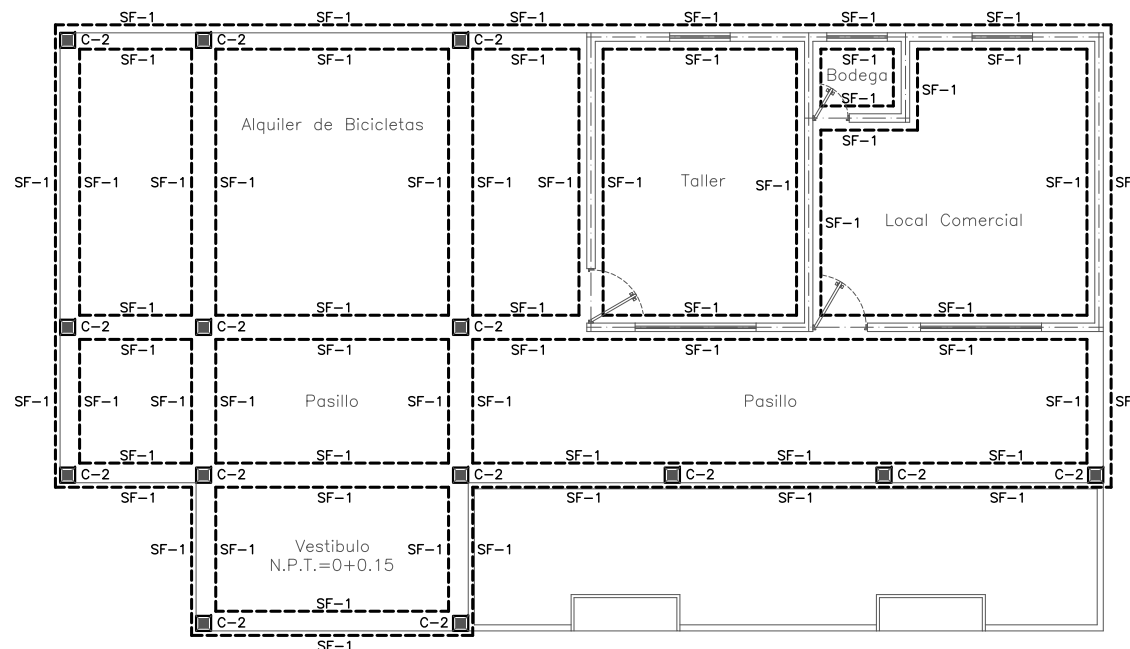 SF-1 SF-1 SF-1 SF-1 SF-1 SF-1
C-2 C-2 C-2
SF-1 SF-1 SF-1 SF-1 SF-1 SF-1
Bodega
SF-1
SF-1
Alquiler de Bicicletas
SF-1
SF-1 SF-1 SF-1 SF-1 SF-1 SF-1 SF-1 Taller SF-1 SF-1 SF
SF-1 Local Comercial
SF-1 SF-1 SF-1 SF-1 SF-1
C-2 C-2 C-2
SF-1 SF-1 SF-1 SF-1 SF-1
SF-1 SF-1 SF-1 SF-1 Pasillo SF-1 SF-1 Pasillo SF-1 SF
SF-1 SF-1 SF-1 SF-1 SF-1
C-2 C-2 C-2 C-2 C-2 C-2
SF-1 SF-1 SF-1 SF-1 SF-1
SF-1 SF-1 Vestibulo SF-1 SF-1
N.P.T.=0+0.15
SF-1
C-2 C-2
SF-1